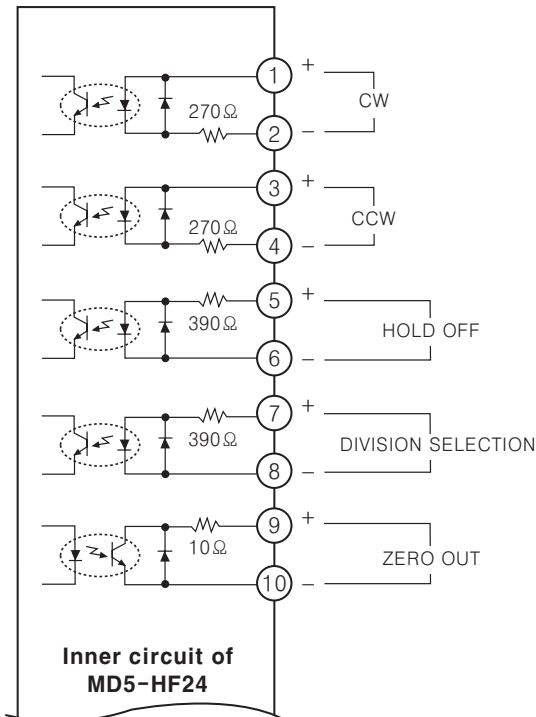 1 +
CW
270Ω
2 −
3 +
CCW
270Ω
4 −
5 +
390Ω
HOLD OFF
6 −
7 +
390Ω
DIVISION SELECTION
8 −
9 +
10Ω
ZERO OUT
10 −
Inner circuit of
MD5-HF24